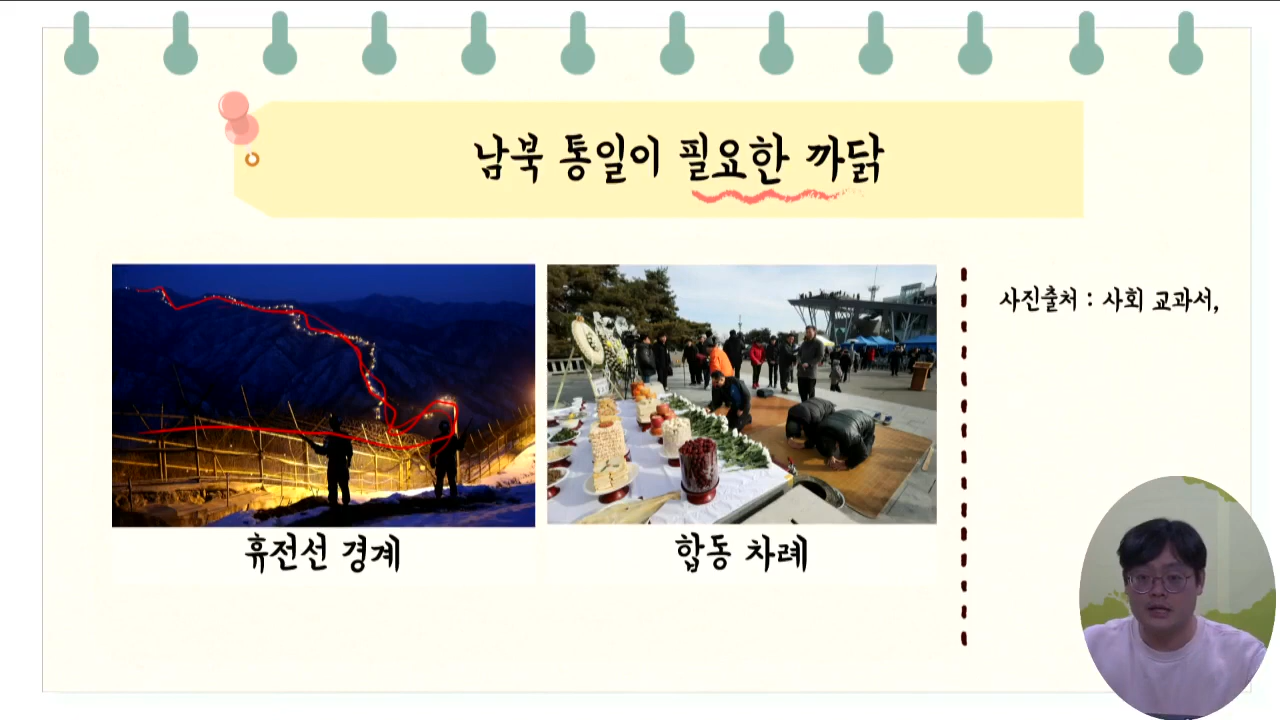 남북 통일이 필요한 까닭
휴전선 경계
합동 차례
사진출처 : 사회 교과서,